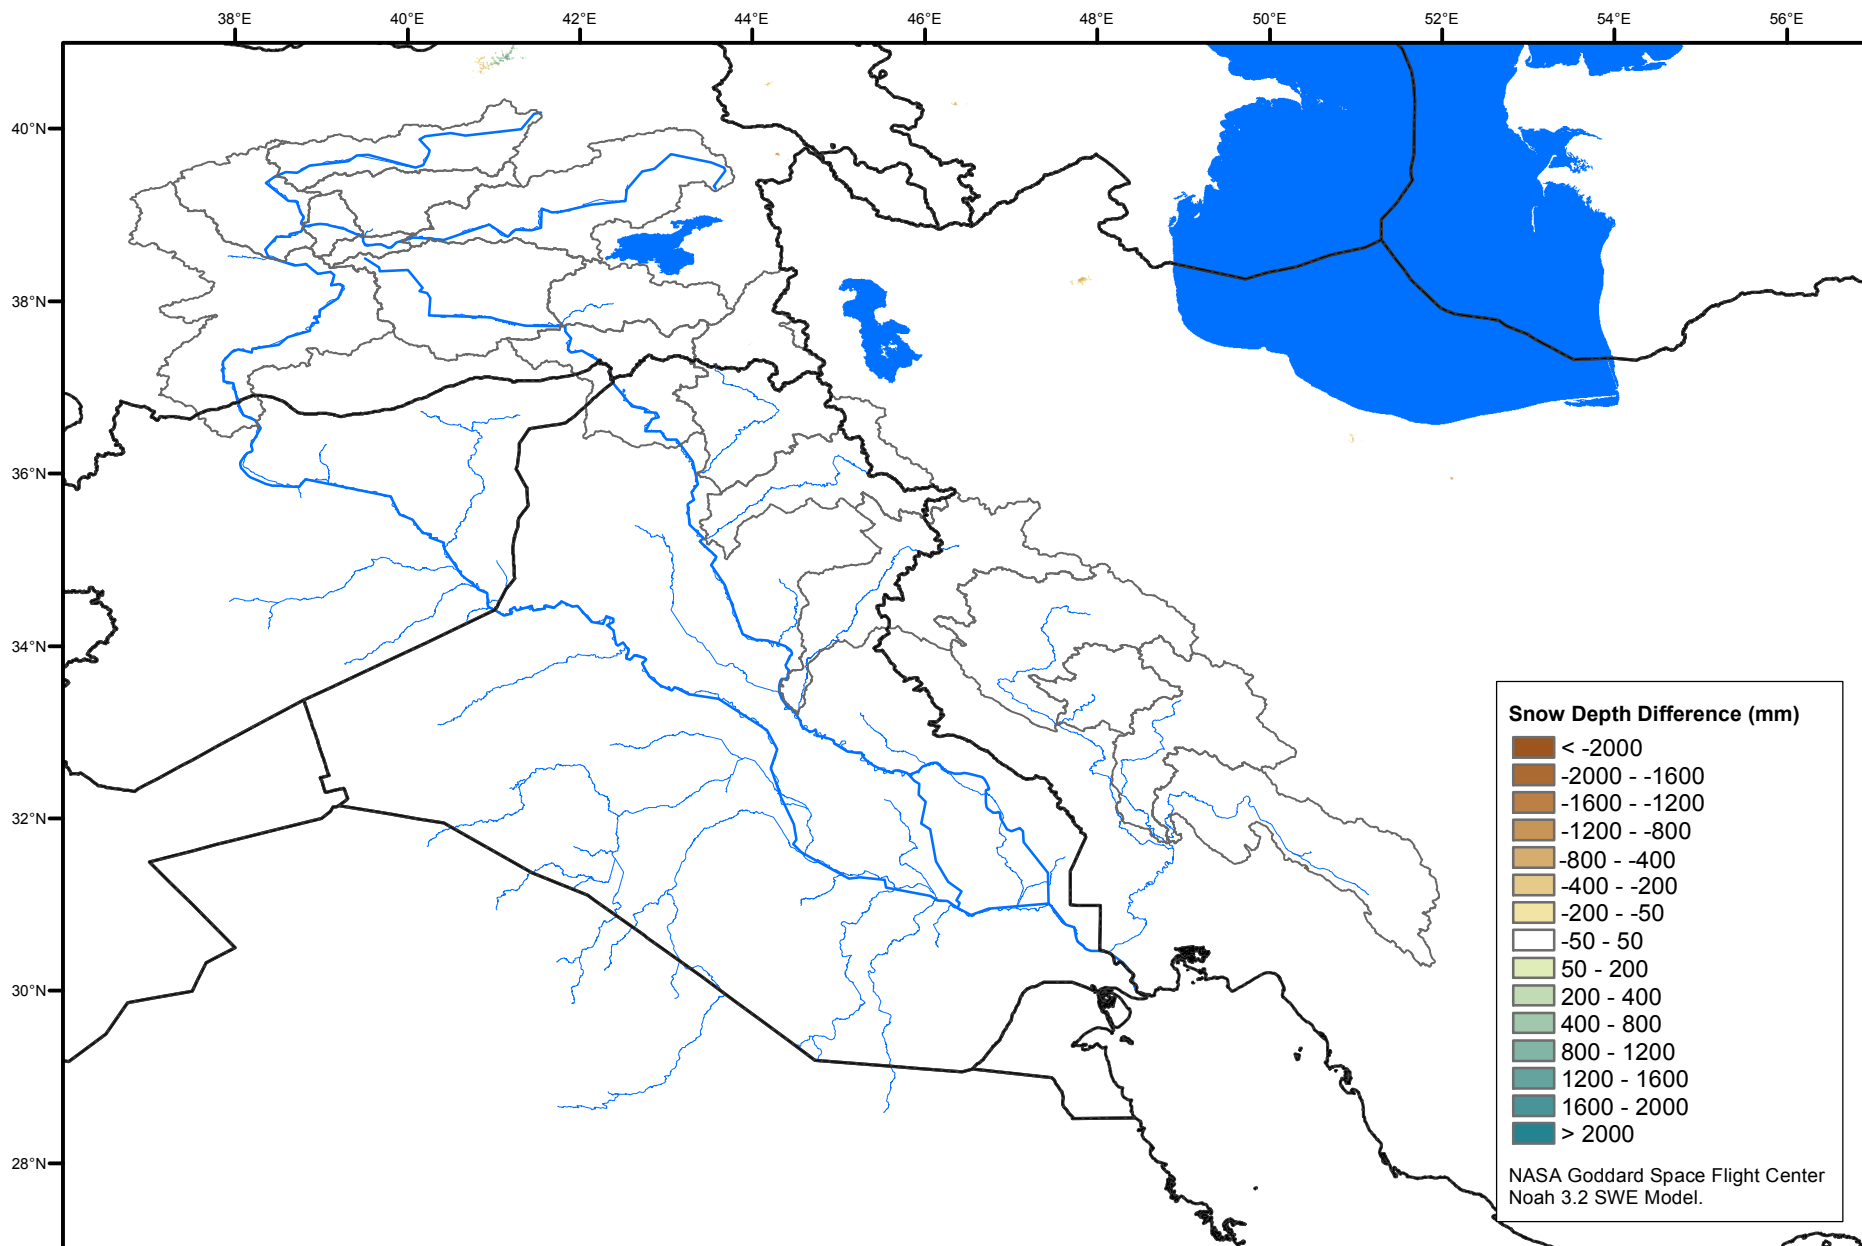 38°E 40°E 42°E 44°E 46°E 48°E 50°E 52°E 54°E 56°E
40°N
38°N
36°N
34°N
32°N
30°N
28°N
Snow Depth Difference (mm)
< -2000
-2000 - -1600
-1600 - -1200
-1200 - -800
-800 - -400
-400 - -200
-200 - -50
-50 - 50
50 - 200
200 - 400
400 - 800
800 - 1200
1200 - 1600
1600 - 2000
> 2000
NASA Goddard Space Flight Center
Noah 3.2 SWE Model.